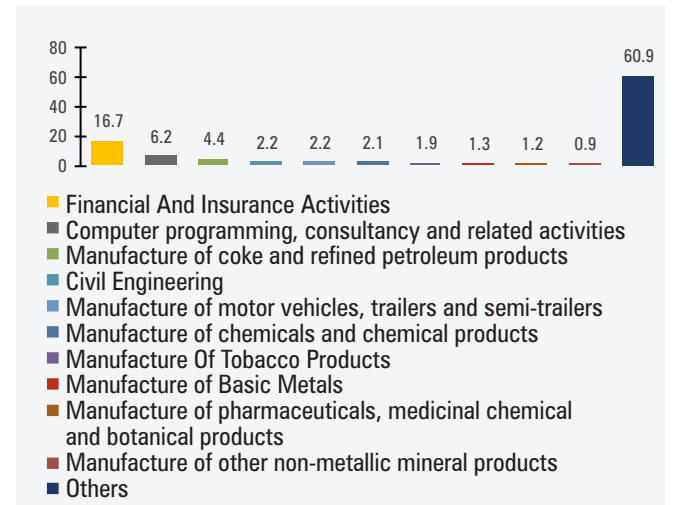 80
60
40
20
0
16.7
6.2
4.4
2.2
2.2
2.1
1.9
1.3
1.2
0.9
60.9
Financial And Insurance Activities
Computer programming, consultancy and related activities
Manufacture of coke and refined petroleum products
Civil Engineering
Manufacture of motor vehicles, trailers and semi-trailers
Manufacture of chemicals and chemical products
Manufacture Of Tobacco Products
Manufacture of Basic Metals
Manufacture of pharmaceuticals, medicinal chemical
and botanical products
Manufacture of other non-metallic mineral products
Others